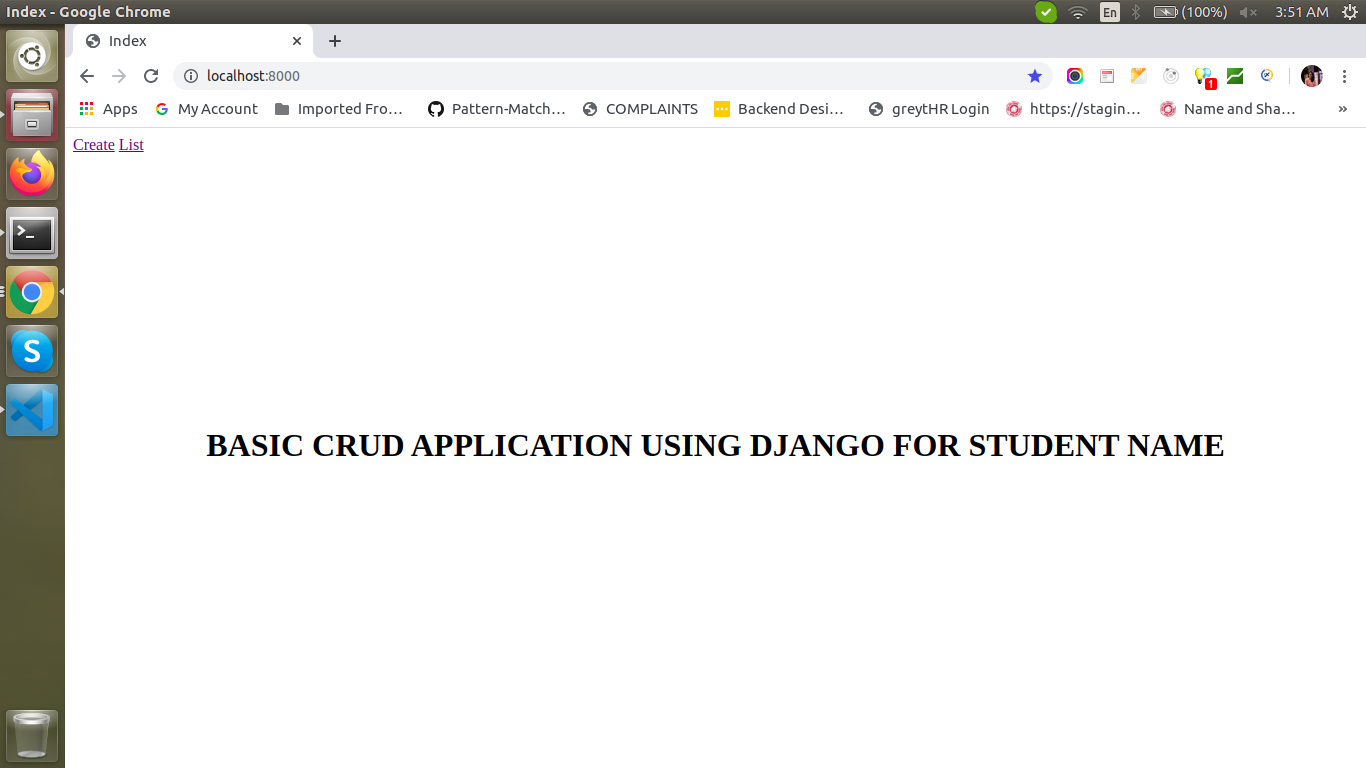 Index - Google Chrome
En
(100%)
3:51 AM
Index
localhost:8000
1
Apps
My Account
Imported Fro...
Pattern-Match...
COMPLAINTS
Backend Desi...
greytHR Login
https://stagin...
Name and Sha...
»
Create List
BASIC CRUD APPLICATION USING DJANGO FOR STUDENT NAME